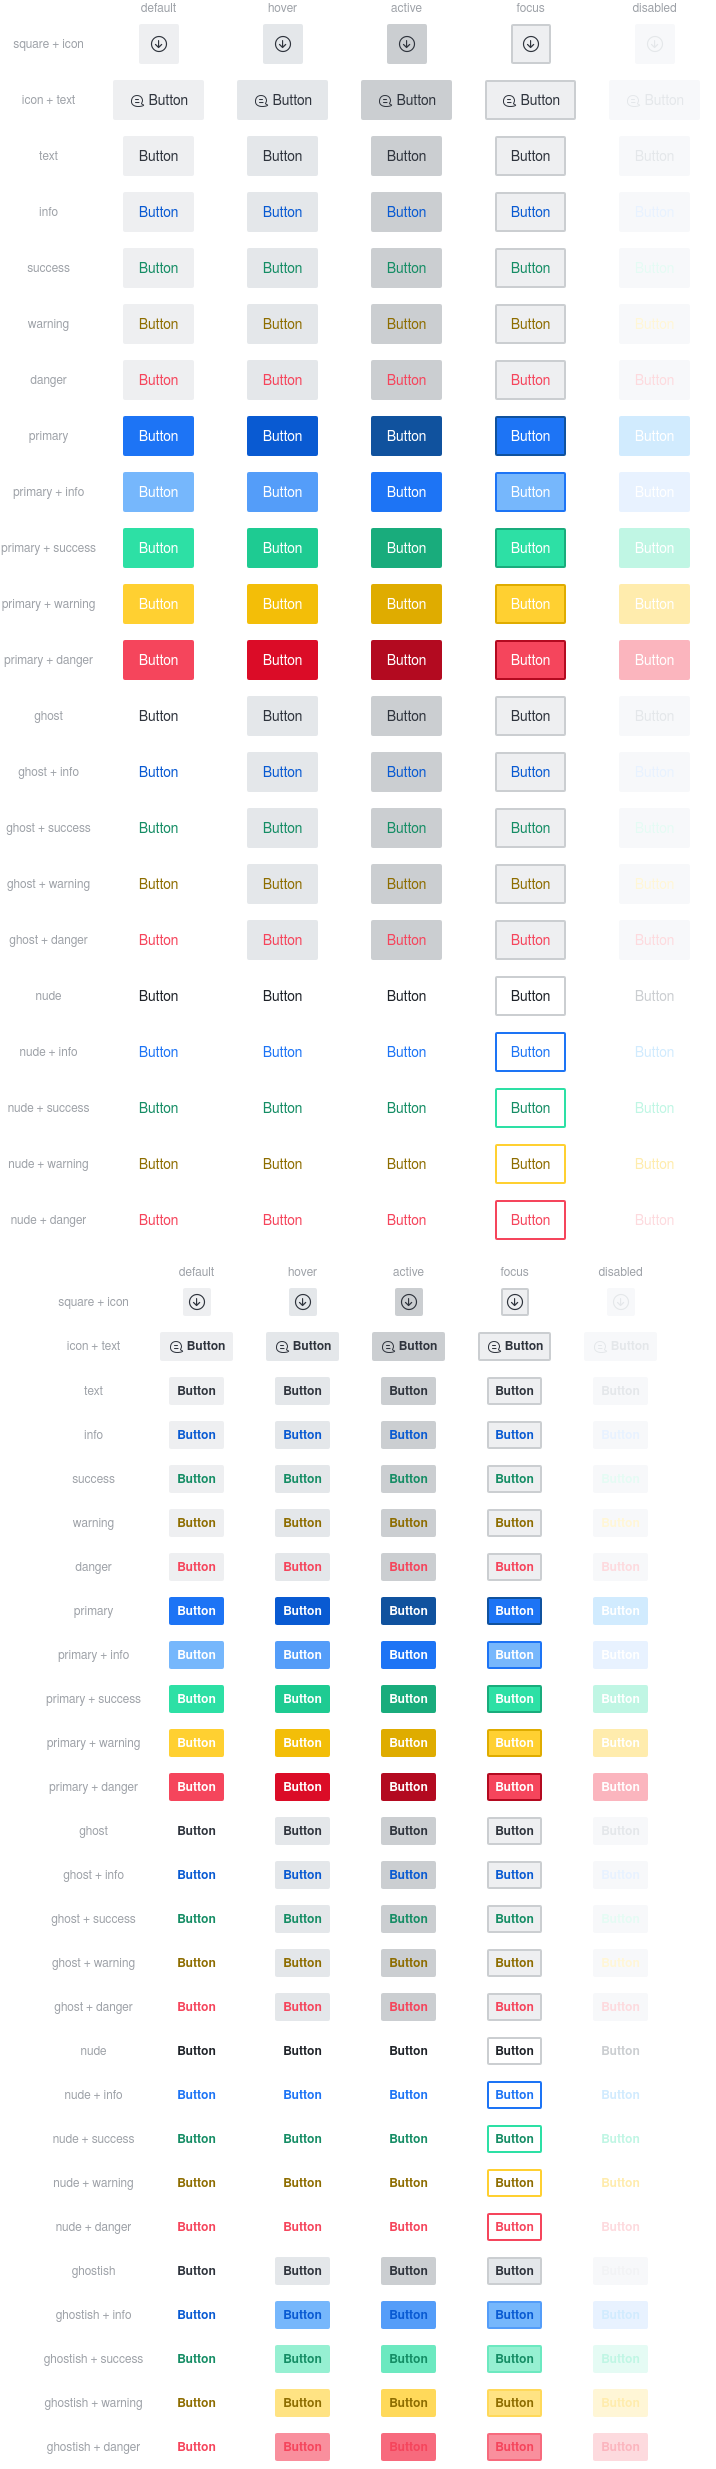 default hover active focus disabled
square + icon
icon + text Button Button Button Button Button
text Button Button Button Button Button
info Button Button Button Button Button
success Button Button Button Button
warning Button Button Button Button Button
danger Button Button Button Button Button
primary Button Button Button Button Button
primary + info Button Button Button Button Button
primary + success Button Button Button Button Button
primary + warning Button Button Button Button Button
primary + danger Button Button Button Button Button
ghost Button Button Button Button Button
ghost + info Button Button Button Button Button
ghost + success Button Button Button Button
ghost + warning Button Button Button Button Button
ghost + danger Button Button Button Button Button
nude Button Button Button Button Button
nude + info Button Button Button Button Button
nude + success Button Button Button Button Button
nude + warning Button Button Button Button Button
nude + danger Button Button Button Button Button
default hover active focus disabled
square + icon
icon + text Button Button Button Button Button
text Button Button Button Button Button
info Button Button Button Button Button
success Button Button Button Button
warning Button Button Button Button Button
danger Button Button Button Button Button
primary Button Button Button Button Button
primary + info Button Button Button Button Button
primary + success Button Button Button Button Button
primary + warning Button Button Button Button Button
primary + danger Button Button Button Button Button
ghost Button Button Button Button Button
ghost + info Button Button Button Button Button
ghost + success Button Button Button Button
ghost + warning Button Button Button Button Button
ghost + danger Button Button Button Button Button
nude Button Button Button Button Button
nude + info Button Button Button Button Button
nude + success Button Button Button Button Button
nude + warning Button Button Button Button Button
nude + danger Button Button Button Button Button
ghostish Button Button Button Button Button
ghostish + info Button Button Button Button Button
ghostish + success Button Button Button Button Button
ghostish + warning Button Button Button Button Button
ghostish + danger Button Button Button Button Button